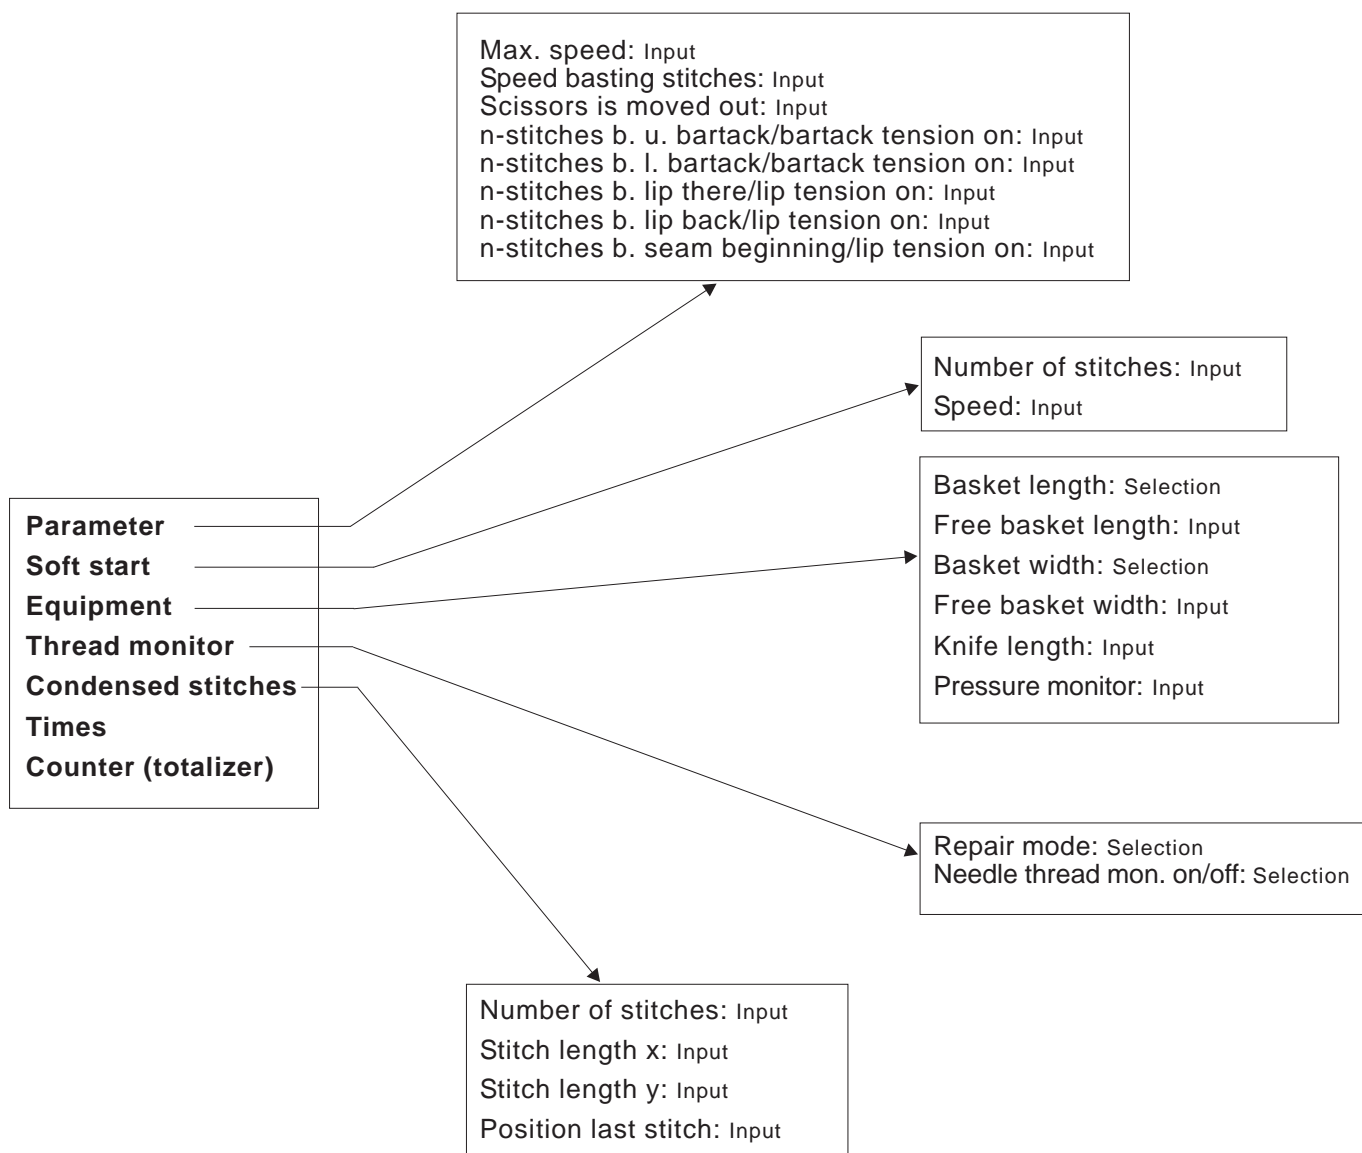 Max. speed: Input
Speed basting stitches: Input
Scissors is moved out: Input
n-stitches b. u. bartack/bartack tension on: Input
n-stitches b. l. bartack/bartack tension on: Input
n-stitches b. lip there/lip tension on: Input
n-stitches b. lip back/lip tension on: Input
n-stitches b. seam beginning/lip tension on: Input
Number of stitches: Input
Speed: Input
Basket length: Selection
Free basket length: Input
Basket width: Selection
Free basket width: Input
Knife length: Input
Pressure monitor: Input
Parameter
Soft start
Equipment
Thread monitor
Condensed stitches
Times
Counter (totalizer)
Repair mode: Selection
Needle thread mon. on/off: Selection
Number of stitches: Input
Stitch length x: Input
Stitch length y: Input
Position last stitch: Input